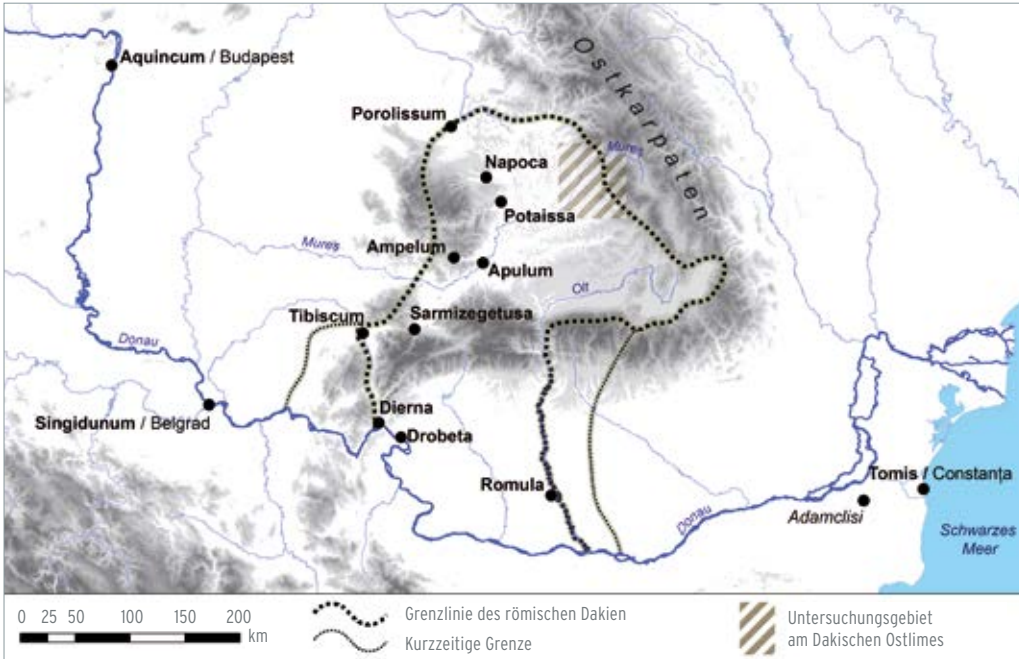 Aquincum / Budapest
Ostkarpaten
Porolissum
Mures
Napoca
Potaissa
Mures
Ampelum
Apulum
Olt
Tibiscum
Sarmizegetusa
Donau
Singidunum / Belgrad
Dierna
Drobeta
Romula
Donau
Tomis / Constanța
Adamclisi
Schwarzes
Meer
0 25 50 100 150 200
km
Grenzlinie des römischen Dakien
Kurzzeitige Grenze
Untersuchungsgebiet
am Dakischen Ostlimes